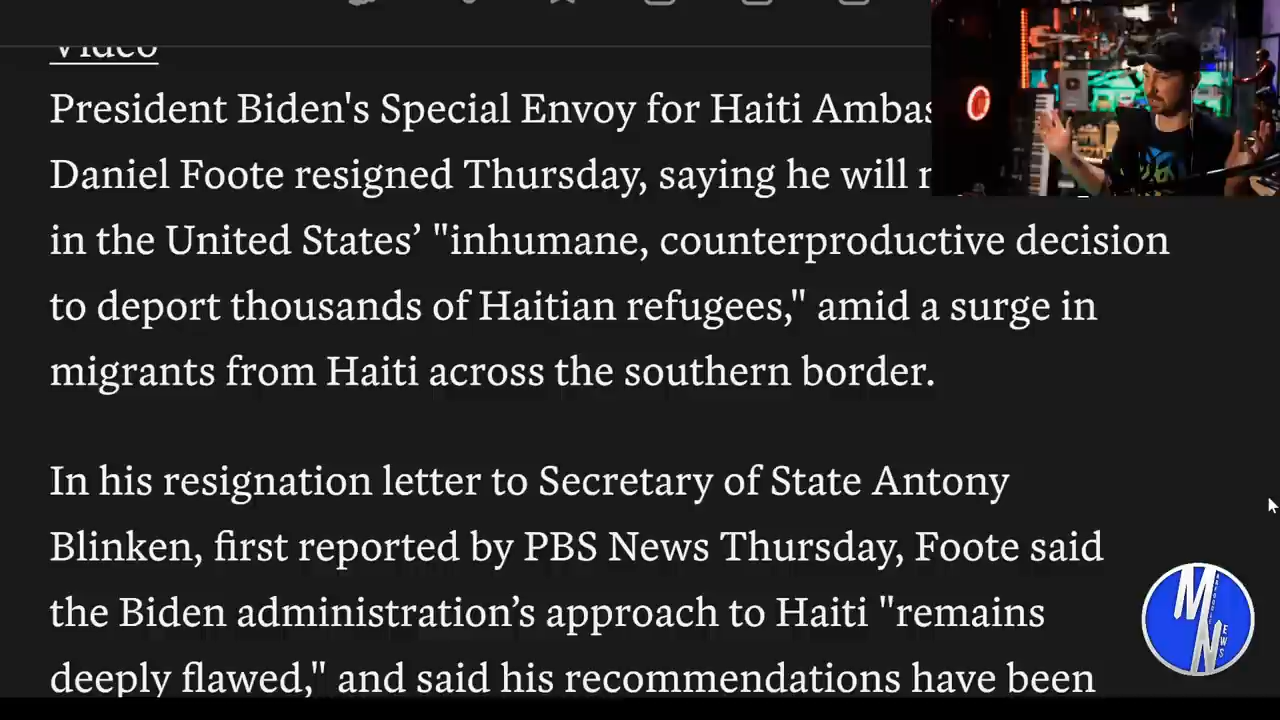 Video
President Biden's Special Envoy for Haiti
Daniel Foote resigned Thursday, saying he will
in the United States’ "inhumane, counterproductive decision
to deport thousands of Haitian refugees," amid a surge in
migrants from Haiti across the southern border.
In his resignation letter to Secretary of State Antony
Blinken, first reported by PBS News Thursday, Foote said
the Biden administration’s approach to Haiti "remains
deeply flawed," and said his recommendations have been